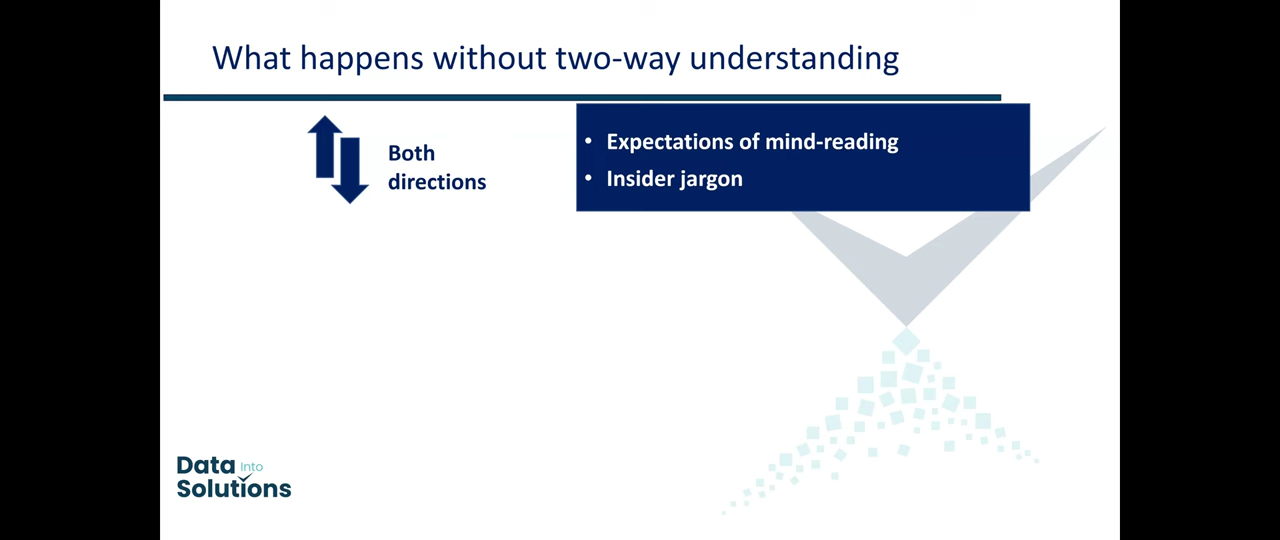 What happens without two-way understanding
Both
directions
• Expectations of mind-reading
• Insider jargon
Data Into
Solutions